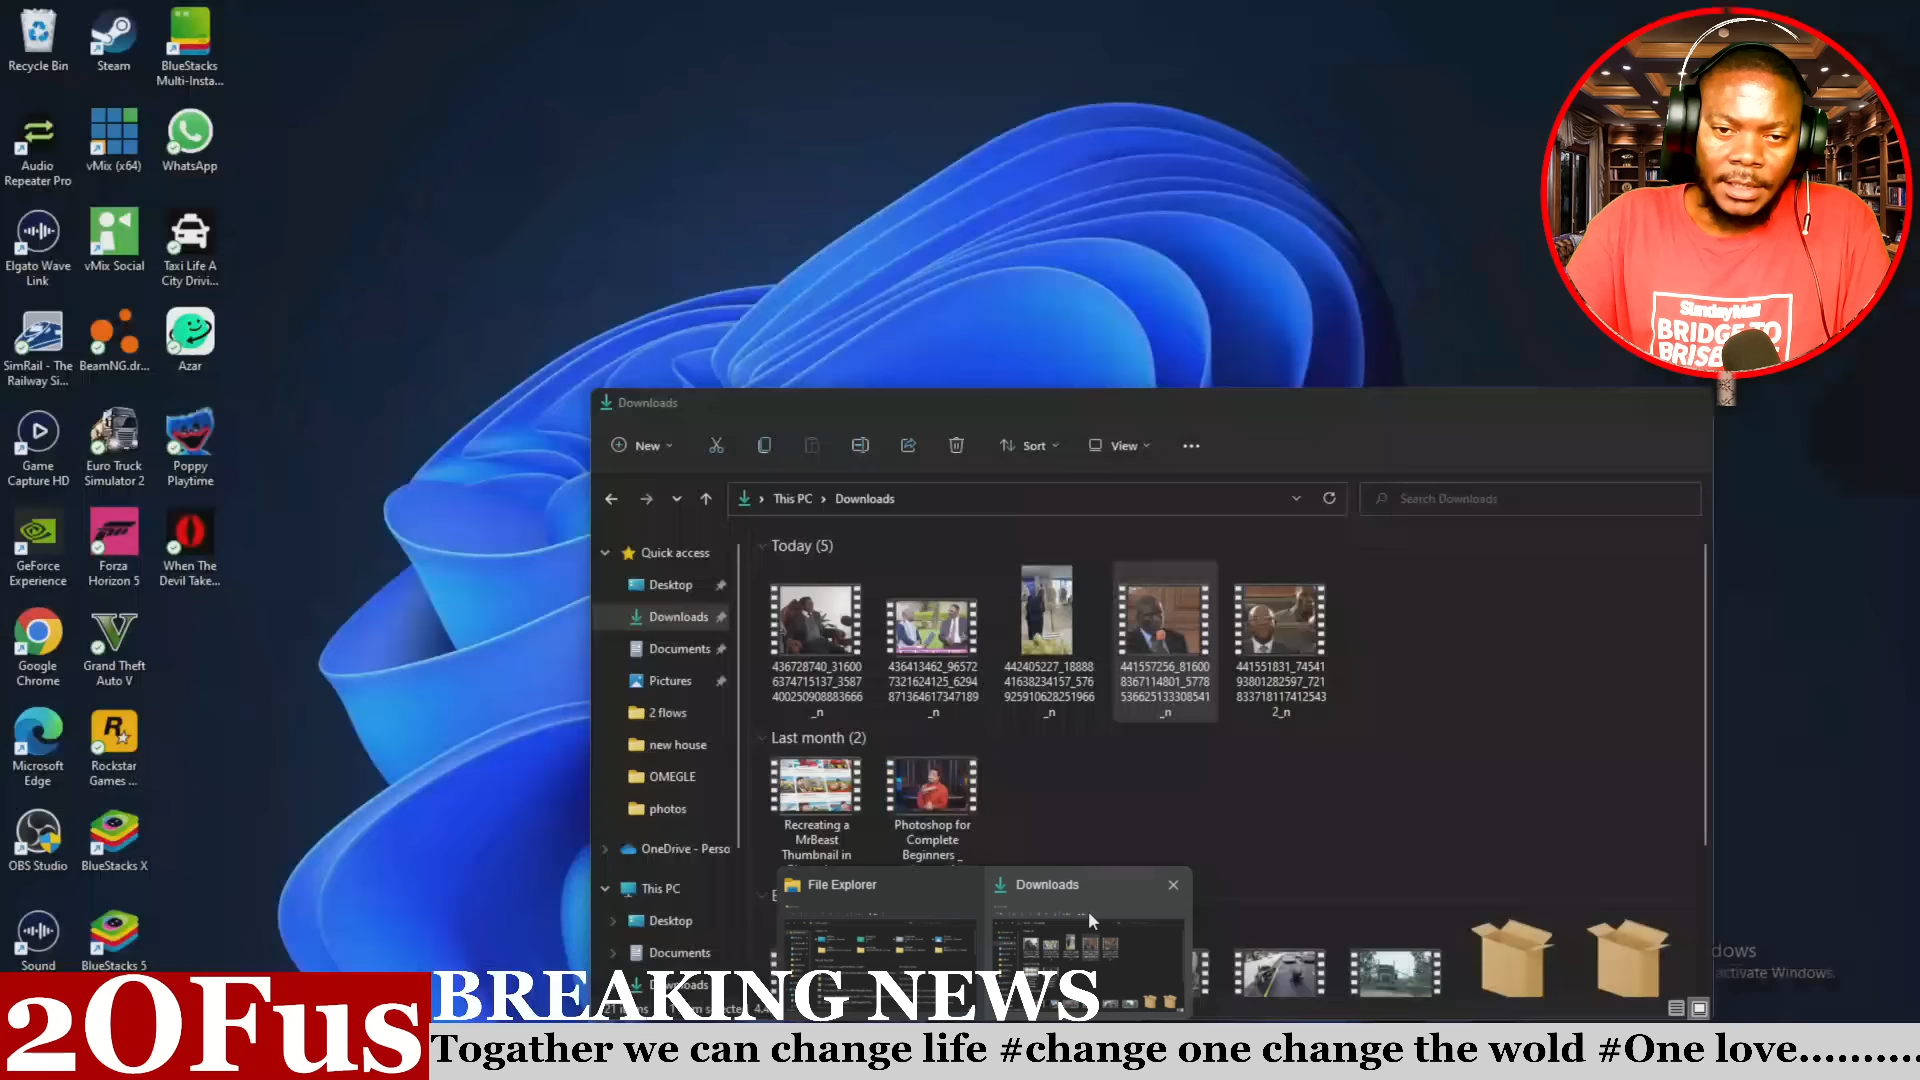 Recycle Bin
Steam
BlueStacks
Multi-Insta...
Audio
Repeater Pro
vMix (x64)
WhatsApp
Elgato Wave
Link
vMix Social
Taxi Life A
City Drivi...
SimRail - The
Railway Si...
BeamNG.dr...
Azar
Game
Capture HD
Euro Truck
Simulator 2
Poppy
Playtime
GeForce
Experience
Forza
Horizon 5
When The
Devil Take...
Google
Chrome
Grand Theft
Auto V
Microsoft
Edge
Rockstar
Games ...
OBS Studio
BlueStacks X
Sound
BlueStacks 5
SundayMail
BRIDGE TO
Downloads
New
Sort
View
This PC
Downloads
Search Downloads
Quick access
Desktop
Downloads
Documents
Pictures
2 flows
new house
OMEGLE
photos
OneDrive - Perso
This PC
Desktop
Documents
Today (5)
436728740_31600
6374715137_3587
400250908883666
_n
436413462_96572
7321624125_6294
871364617347189
_n
442405227_18888
41638234157_576
925910628251966
_n
441557256_81600
8367114801_5778
536625133308541
_n
441551831_74541
93801282597_721
833718117412543
2_n
Last month (2)
Recreating a
MrBeast
Thumbnail in
Photoshop for
Complete
Beginners _
File Explorer
Downloads
activate Windows.
2OFus
BREAKING NEWS
Togather we can change life #change one change the wold #One love..........